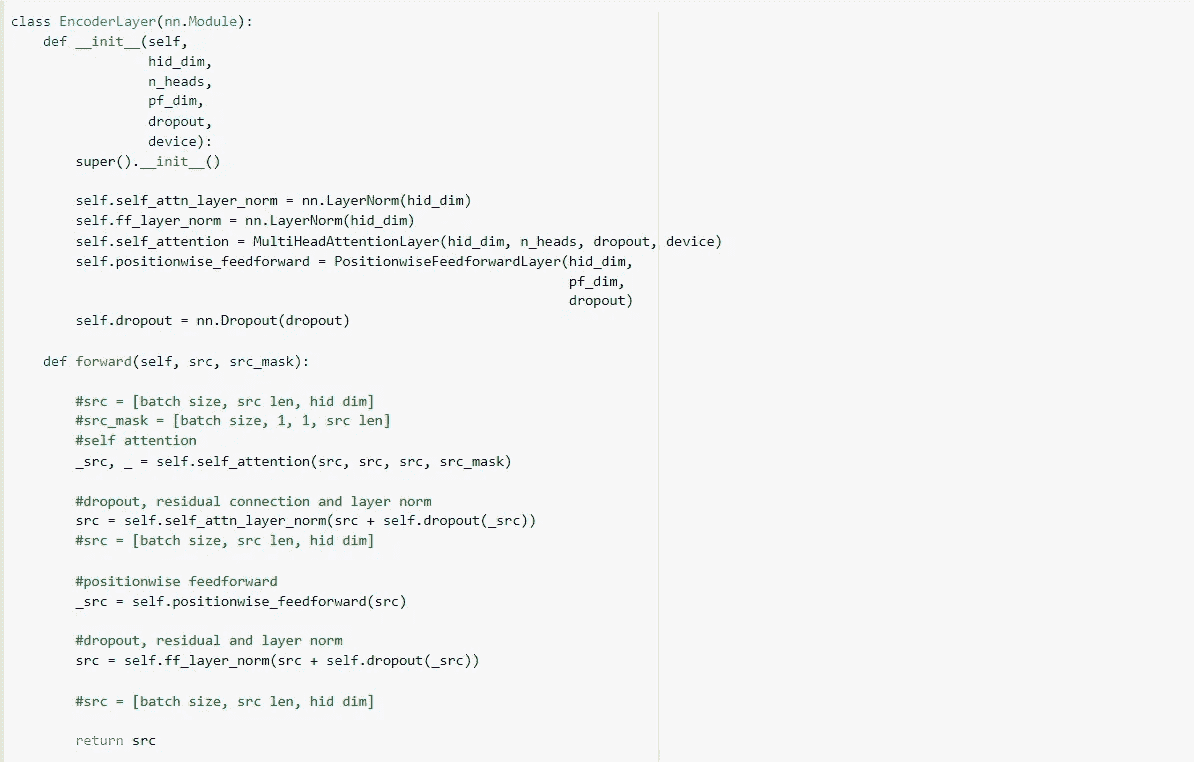 class EncoderLayer(nn.Module):
    def __init__(self,
                 hid_dim,
                 n_heads,
                 pf_dim,
                 dropout,
                 device):
        super().__init__()

        self.self_attn_layer_norm = nn.LayerNorm(hid_dim)
        self.ff_layer_norm = nn.LayerNorm(hid_dim)
        self.self_attention = MultiHeadAttentionLayer(hid_dim, n_heads, dropout, device)
        self.positionwise_feedforward = PositionwiseFeedforwardLayer(hid_dim,
                                                             pf_dim,
                                                             dropout)
        self.dropout = nn.Dropout(dropout)

    def forward(self, src, src_mask):

        #src = [batch size, src len, hid dim]
        #src_mask = [batch size, 1, 1, src len]
        #self attention
        _src, _ = self.self_attention(src, src, src, src_mask)

        #dropout, residual connection and layer norm
        src = self.self_attn_layer_norm(src + self.dropout(_src))
        #src = [batch size, src len, hid dim]

        #positionwise feedforward
        _src = self.positionwise_feedforward(src)

        #dropout, residual and layer norm
        src = self.ff_layer_norm(src + self.dropout(_src))

        #src = [batch size, src len, hid dim]

        return src